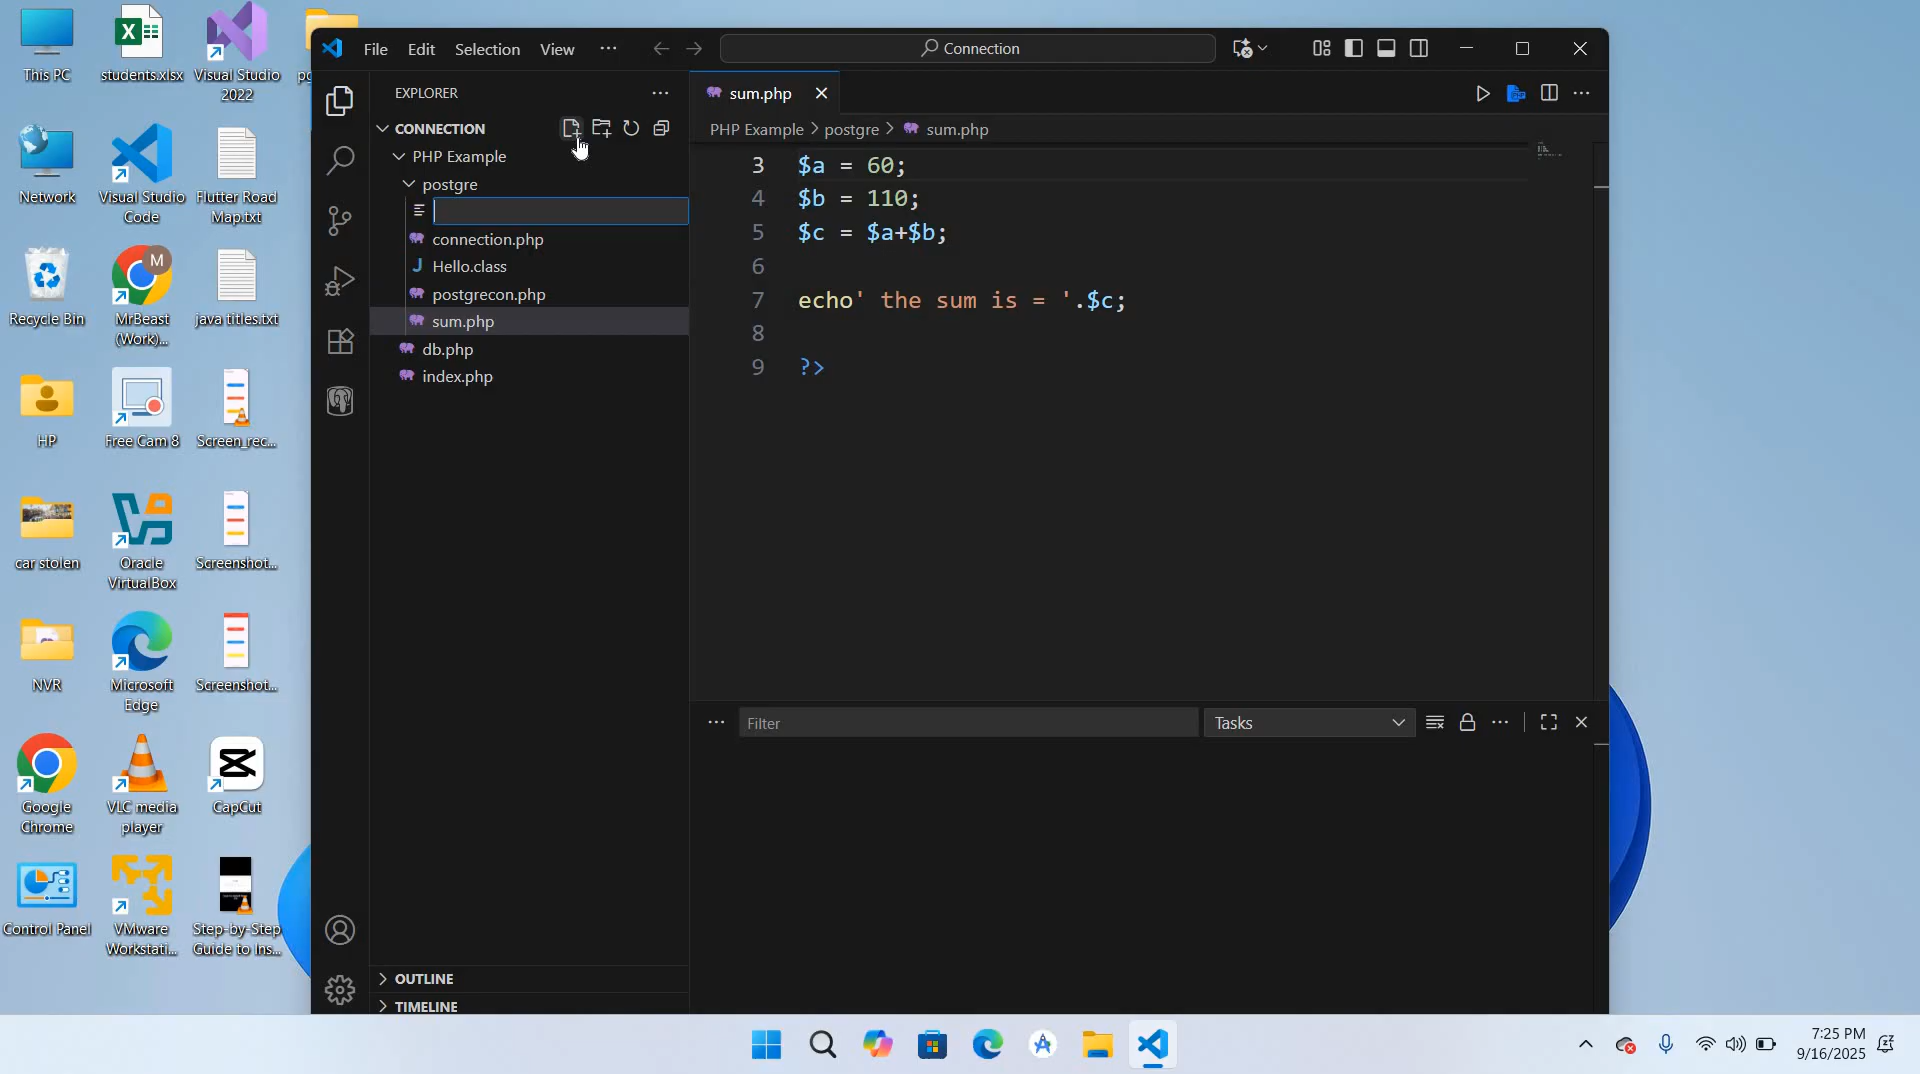 This PC
students.xlsx
Visual Studio
2022
Network
Visual Studio
Code
Flutter Road
Map.txt
Recycle Bin
MrBeast
(Work)...
java titles.txt
HP
Free Cam 8
Screen_rec...
car stolen
Oracle
VirtualBox
Screenshot...
NVR
Microsoft
Edge
Screenshot...
Google
Chrome
VLC media
player
CapCut
Control Panel
VMware
Workstati...
Step-by-Step
Guide to Ins...
File Edit Selection View ...
Connection
EXPLORER
CONNECTION
PHP Example
postgre
connection.php
J Hello.class
postgrecon.php
sum.php
db.php
index.php
OUTLINE
TIMELINE
sum.php
PHP Example > postgre > sum.php
3 $a = 60;
4 $b = 110;
5 $c = $a+$b;
6
7 echo' the sum is = '.$c;
8
9 ?>
Filter
Tasks
7:25 PM
9/16/2025